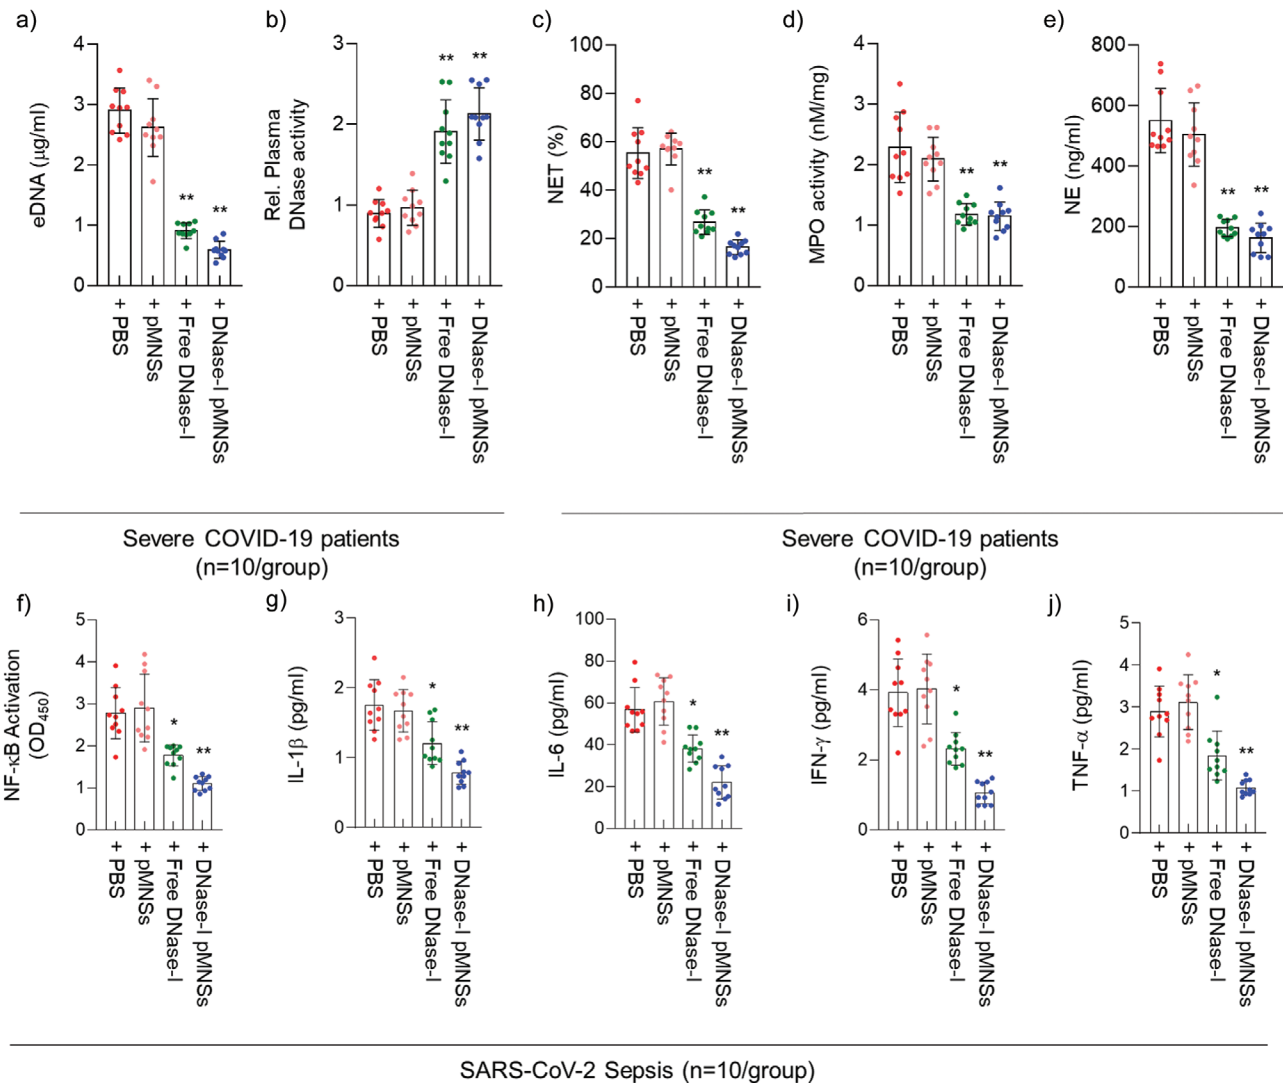 a)
eDNA (µg/ml)
4
3
2
1
0
**
**
+ PBS
+ pMNSs
+ Free DNase-I
+ DNase-I pMNSs
b)
Rel. Plasma
DNase activity
3
2
1
0
**
**
+ PBS
+ pMNSs
+ Free DNase-I
+ DNase-I pMNSs
c)
NET (%)
100
80
60
40
20
0
**
**
+ PBS
+ pMNSs
+ Free DNase-I
+ DNase-I pMNSs
d)
MPO activity (nM/mg)
4
3
2
1
0
**
**
+ PBS
+ pMNSs
+ Free DNase-I
+ DNase-I pMNSs
e)
NE (ng/ml)
800
600
400
200
0
**
**
+ PBS
+ pMNSs
+ Free DNase-I
+ DNase-I pMNSs
Severe COVID-19 patients
(n=10/group)
Severe COVID-19 patients
(n=10/group)
f)
NF-κB Activation
(OD450)
5
4
3
2
1
0
*
**
+ PBS
+ pMNSs
+ Free DNase-I
+ DNase-I pMNSs
g)
IL-1β (pg/ml)
3
2
1
0
*
**
+ PBS
+ pMNSs
+ Free DNase-I
+ DNase-I pMNSs
h)
IL-6 (pg/ml)
100
80
60
40
20
0
*
**
+ PBS
+ pMNSs
+ Free DNase-I
+ DNase-I pMNSs
i)
IFN-γ (pg/ml)
6
4
2
0
*
**
+ PBS
+ pMNSs
+ Free DNase-I
+ DNase-I pMNSs
j)
TNF-α (pg/ml)
5
4
3
2
1
0
*
**
+ PBS
+ pMNSs
+ Free DNase-I
+ DNase-I pMNSs
SARS-CoV-2 Sepsis (n=10/group)